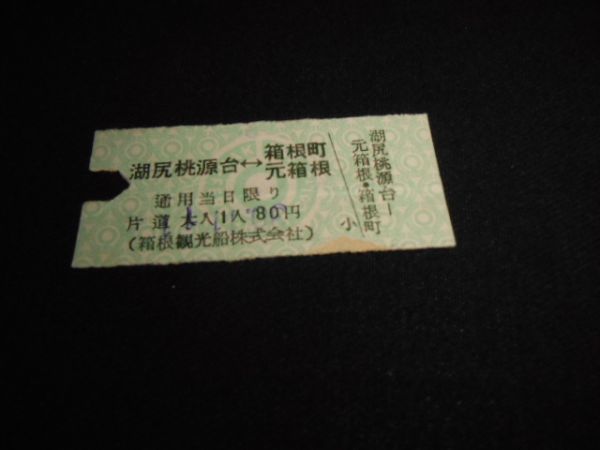 湖尻桃源台↔箱根町
元箱根
通用当日限り
片道 大人1人80円
(箱根観光船株式会社)
湖尻桃源台—
元箱根・箱根町
小